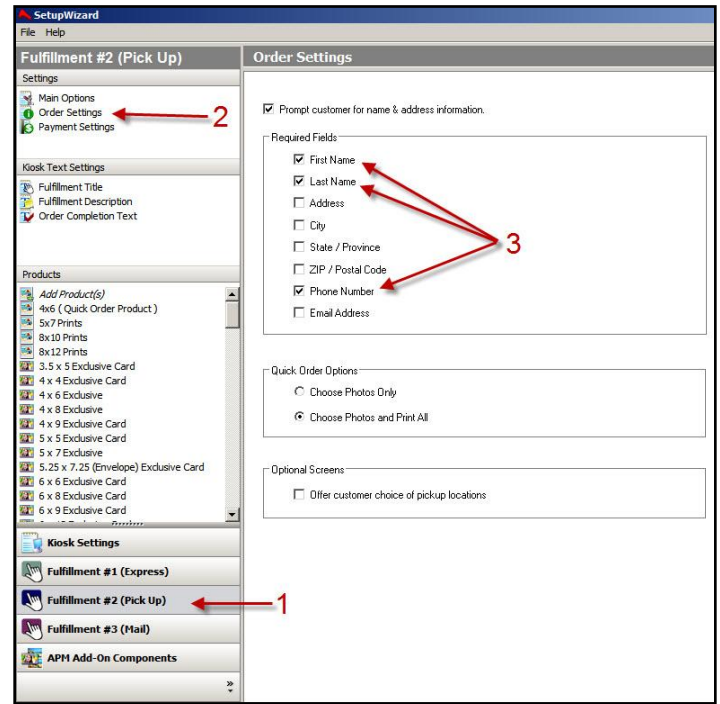 SetupWizard
File Help
Fulfillment #2 (Pick Up)
Settings
Main Options
Order Settings
2
Payment Settings
Kiosk Text Settings
Fulfillment Title
Fulfillment Description
Order Completion Text
Products
Add Product(s)
4x6 ( Quick Order Product )
5x7 Prints
8x10 Prints
8x12 Prints
3.5 x 5 Exclusive Card
4 x 4 Exclusive Card
4 x 6 Exclusive
4 x 8 Exclusive
4 x 9 Exclusive Card
5 x 5 Exclusive Card
5 x 7 Exclusive
5.25 x 7.25 (Envelope) Exclusive Card
6 x 6 Exclusive Card
6 x 8 Exclusive Card
6 x 9 Exclusive Card
Kiosk Settings
Fulfillment #1 (Express)
Fulfillment #2 (Pick Up)
1
Fulfillment #3 (Mail)
APM Add-On Components
Order Settings
Prompt customer for name & address information.
Required Fields
First Name
Last Name
Address
City
State / Province
3
ZIP / Postal Code
Phone Number
Email Address
Quick Order Options
Choose Photos Only
Choose Photos and Print All
Optional Screens
Offer customer choice of pickup locations